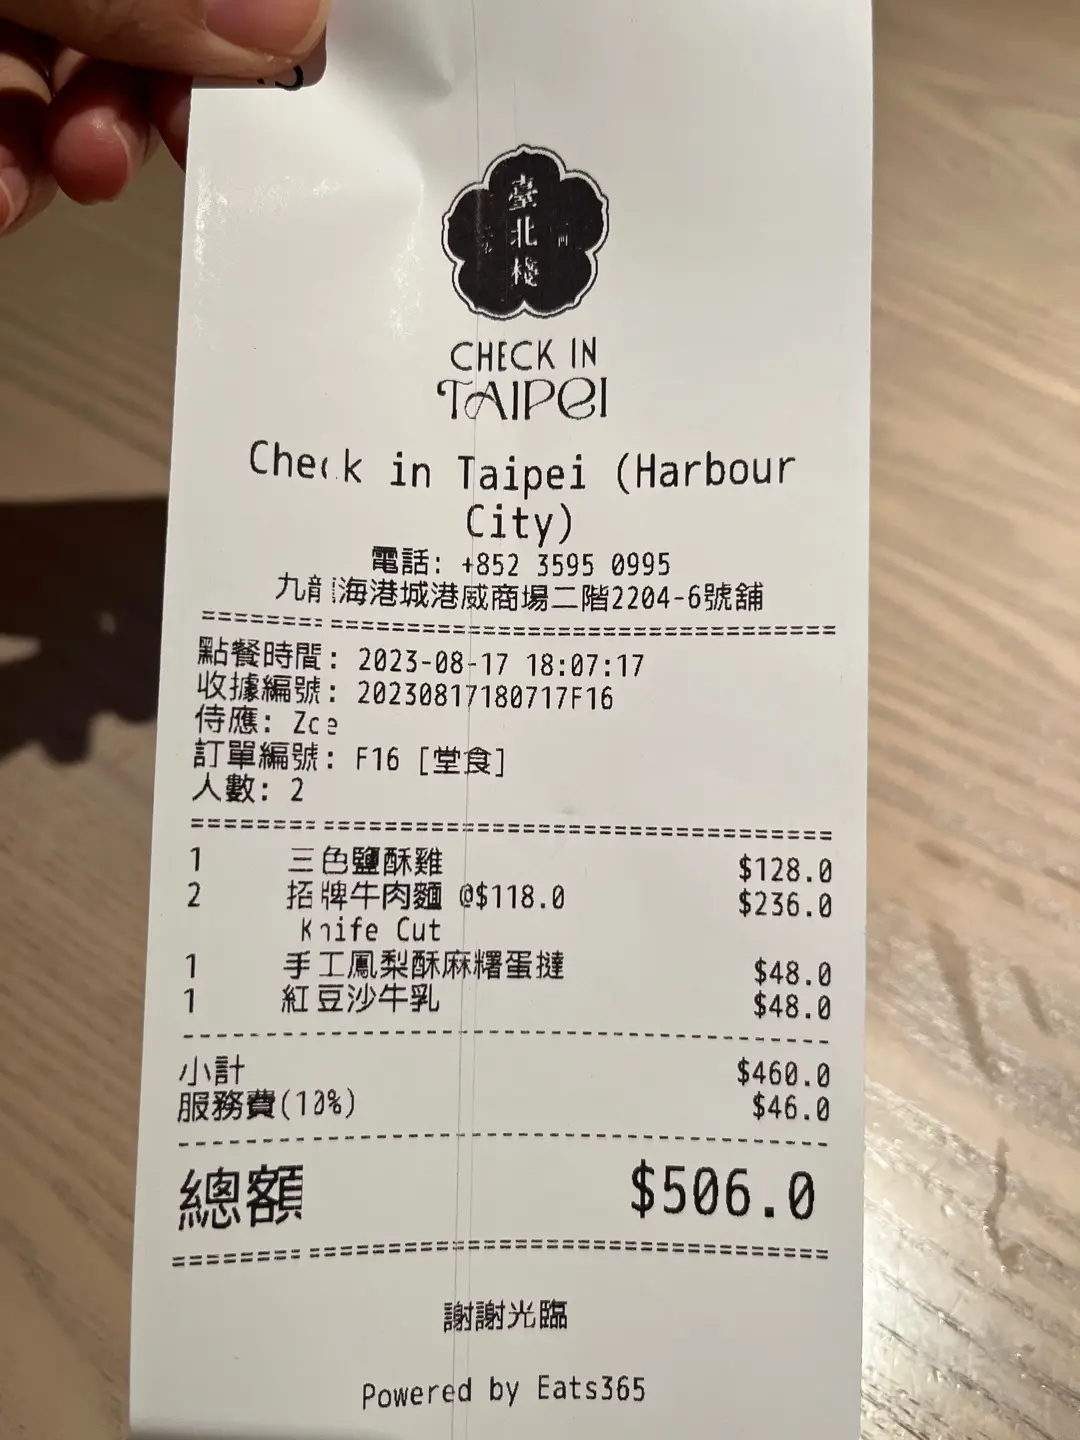 臺北棧
CHECK IN
TAIPEI
Check in Taipei (Harbour
City)
電話: +852 3595 0995
九龍海港城港威商場二階2204-6號舖
點餐時間: 2023-08-17 18:07:17
收據編號: 20230817180717F16
侍應: Zoe
訂單編號: F16 [堂食]
人數: 2
1 三色鹽酥雞 $128.0
2 招牌牛肉麵 @$118.0 $236.0
Knife Cut
1 手工鳳梨酥麻糬蛋撻 $48.0
1 紅豆沙牛乳 $48.0
小計 $460.0
服務費(10%) $46.0
總額 $506.0
謝謝光臨
Powered by Eats365